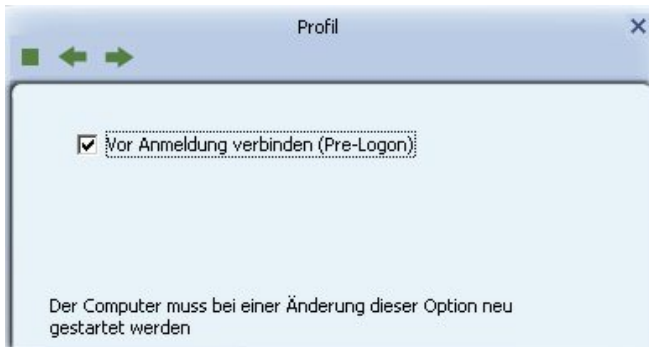 Profil
Vor Anmeldung verbinden (Pre-Logon)
Der Computer muss bei einer Änderung dieser Option neu
gestartet werden